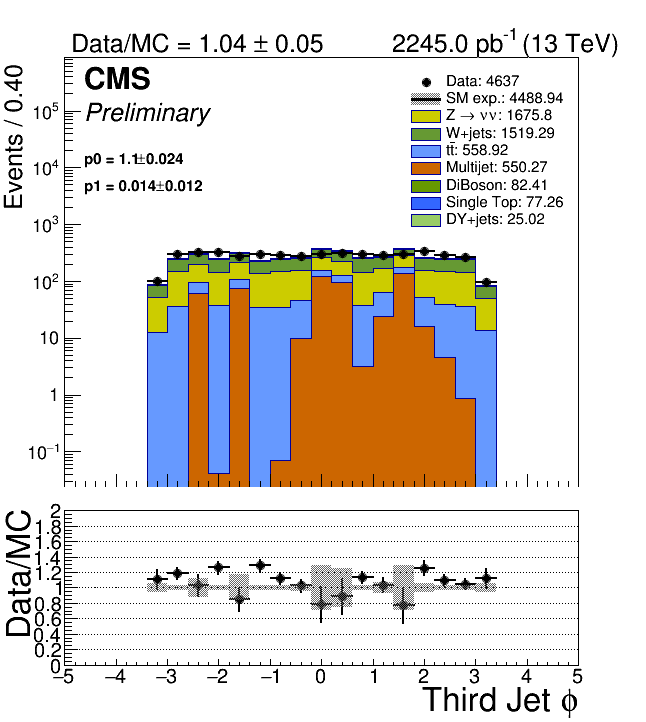 Data/MC = 1.04 ± 0.05 2245.0 pb⁻¹ (13 TeV)
CMS
Preliminary
p0 = 1.1±0.024
p1 = 0.014±0.012
Data: 4637
SM exp.: 4488.94
Z → νν: 1675.8
W+jets: 1519.29
tt̄: 558.92
Multijet: 550.27
DiBoson: 82.41
Single Top: 77.26
DY+jets: 25.02
Events / 0.40
10⁵
10⁴
10³
10²
10
1
10⁻¹
Data/MC
2
1.8
1.6
1.4
1.2
1
0.8
0.6
0.4
0.2
0
−5 −4 −3 −2 −1 0 1 2 3 4 5
Third Jet ϕ